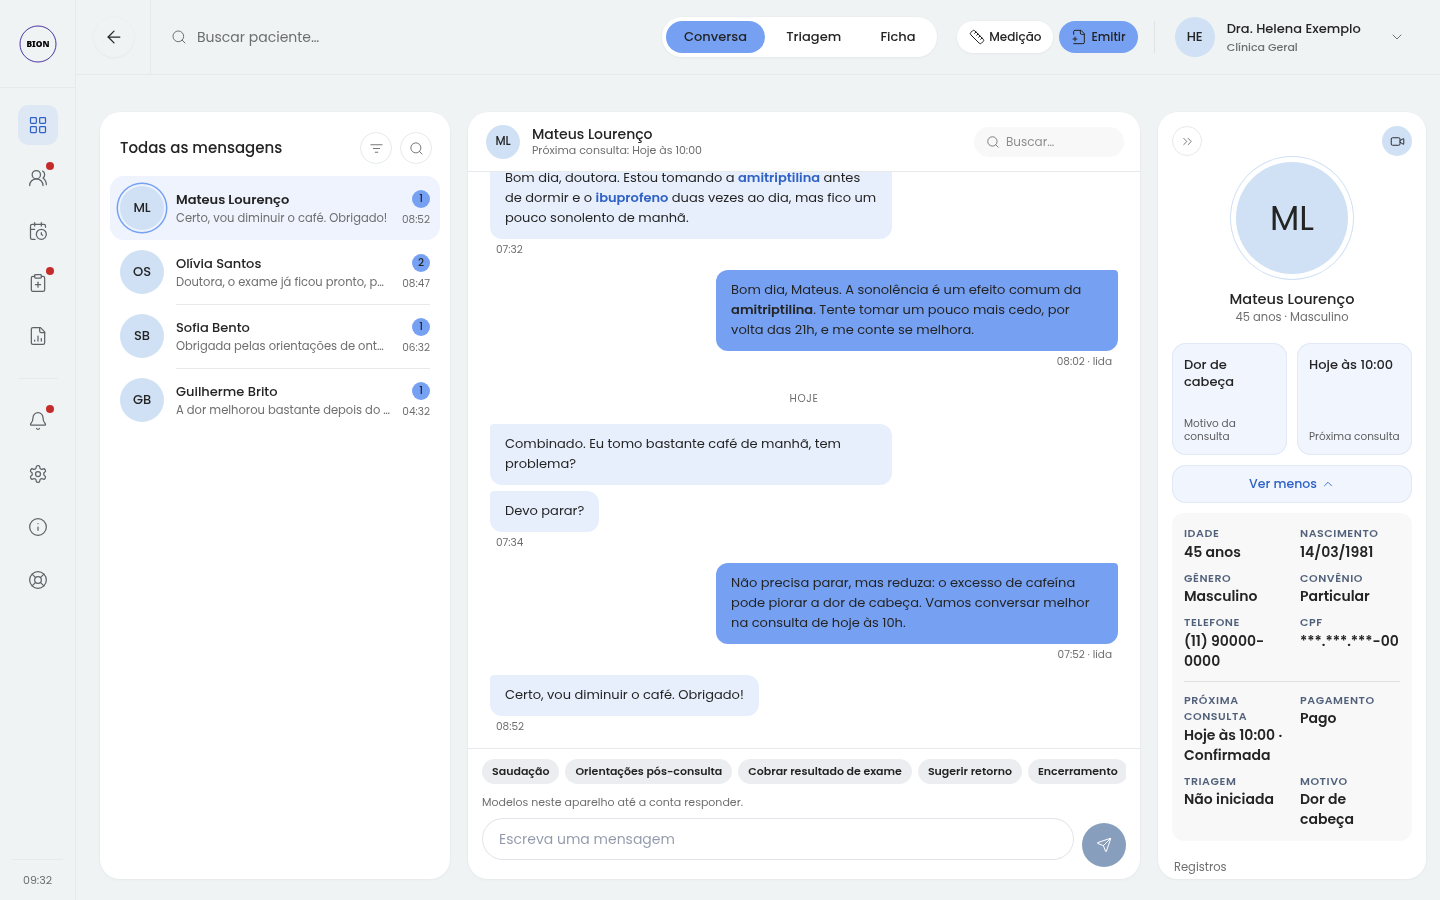 BION
Buscar paciente...
Conversa
Triagem
Ficha
Medição
Emitir
HE
Dra. Helena Exemplo
Clínica Geral
Todas as mensagens
ML
Mateus Lourenço
1
Certo, vou diminuir o café. Obrigado!
08:52
OS
Olívia Santos
2
Doutora, o exame já ficou pronto, p...
08:47
SB
Sofia Bento
1
Obrigada pelas orientações de ont...
06:32
GB
Guilherme Brito
1
A dor melhorou bastante depois do ...
04:32
09:32
ML
Mateus Lourenço
Próxima consulta: Hoje às 10:00
Buscar...
Bom dia, doutora. Estou tomando a amitriptilina antes
de dormir e o ibuprofeno duas vezes ao dia, mas fico um
pouco sonolento de manhã.
07:32
Bom dia, Mateus. A sonolência é um efeito comum da
amitriptilina. Tente tomar um pouco mais cedo, por
volta das 21h, e me conte se melhora.
08:02 · lida
HOJE
Combinado. Eu tomo bastante café de manhã, tem
problema?
Devo parar?
07:34
Não precisa parar, mas reduza: o excesso de cafeína
pode piorar a dor de cabeça. Vamos conversar melhor
na consulta de hoje às 10h.
07:52 · lida
Certo, vou diminuir o café. Obrigado!
08:52
Saudação
Orientações pós-consulta
Cobrar resultado de exame
Sugerir retorno
Encerramento
Modelos neste aparelho até a conta responder.
Escreva uma mensagem
ML
Mateus Lourenço
45 anos · Masculino
Dor de
cabeça
Motivo da
consulta
Hoje às 10:00
Próxima consulta
Ver menos
IDADE
45 anos
NASCIMENTO
14/03/1981
GÊNERO
Masculino
CONVÊNIO
Particular
TELEFONE
(11) 90000-
0000
CPF
***.***.***-00
PRÓXIMA
CONSULTA
Hoje às 10:00 ·
Confirmada
PAGAMENTO
Pago
TRIAGEM
Não iniciada
MOTIVO
Dor de
cabeça
Registros